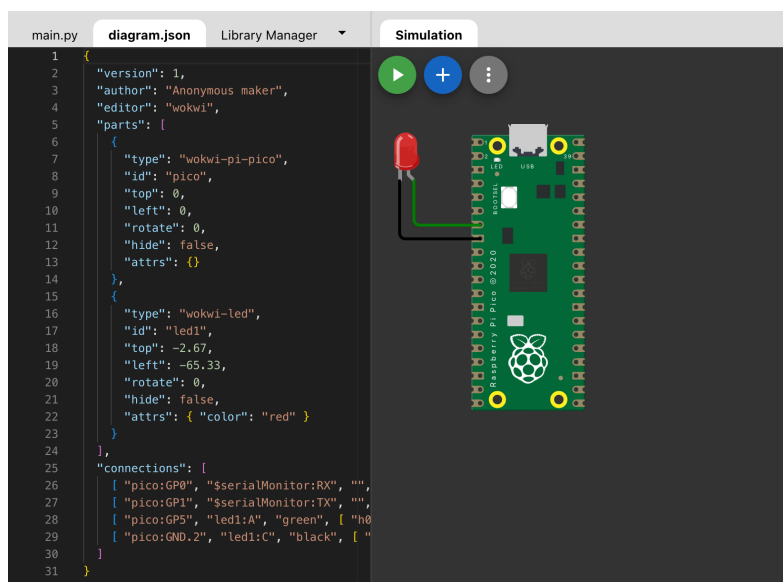 main.py diagram.json Library Manager
1 {
2 "version": 1,
3 "author": "Anonymous maker",
4 "editor": "wokwi",
5 "parts": [
6 {
7 "type": "wokwi-pi-pico",
8 "id": "pico",
9 "top": 0,
10 "left": 0,
11 "rotate": 0,
12 "hide": false,
13 "attrs": {}
14 },
15 {
16 "type": "wokwi-led",
17 "id": "led1",
18 "top": -2.67,
19 "left": -65.33,
20 "rotate": 0,
21 "hide": false,
22 "attrs": { "color": "red" }
23 }
24 ],
25 "connections": [
26 [ "pico:GP0", "$serialMonitor:RX", "",
27 [ "pico:GP1", "$serialMonitor:TX", "",
28 [ "pico:GP5", "led1:A", "green", [ "h0
29 [ "pico:GND.2", "led1:C", "black", [ "
30 ]
31 }
Simulation
1
2
39
LED
USB
BOOTSEL
Raspberry Pi Pico ©2020